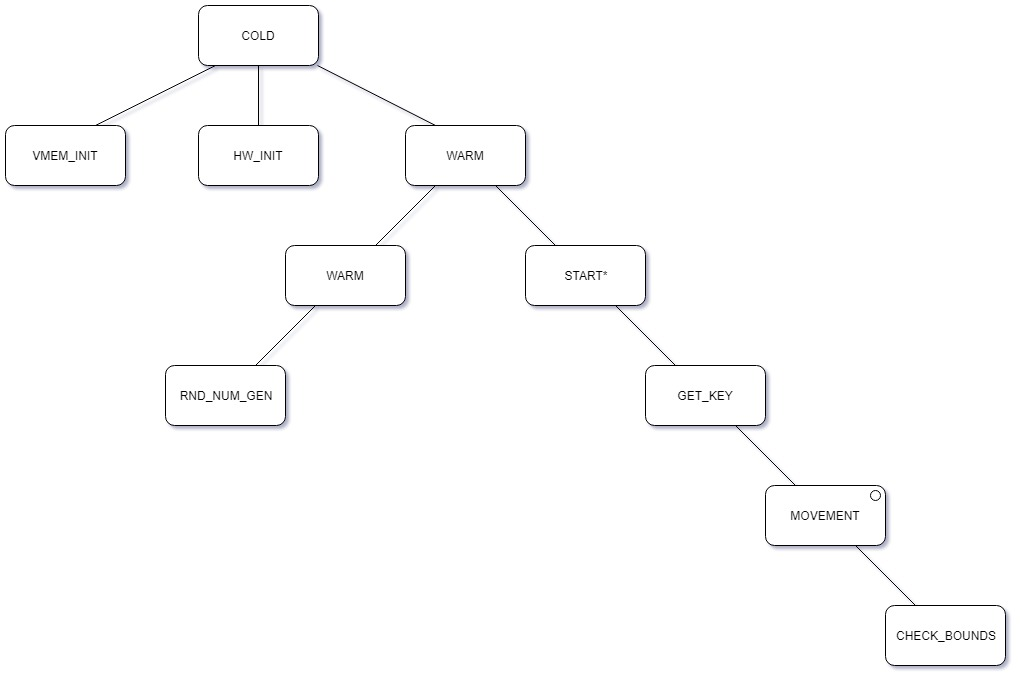 COLD
VMEM_INIT
HW_INIT
WARM
WARM
START*
RND_NUM_GEN
GET_KEY
MOVEMENT
CHECK_BOUNDS